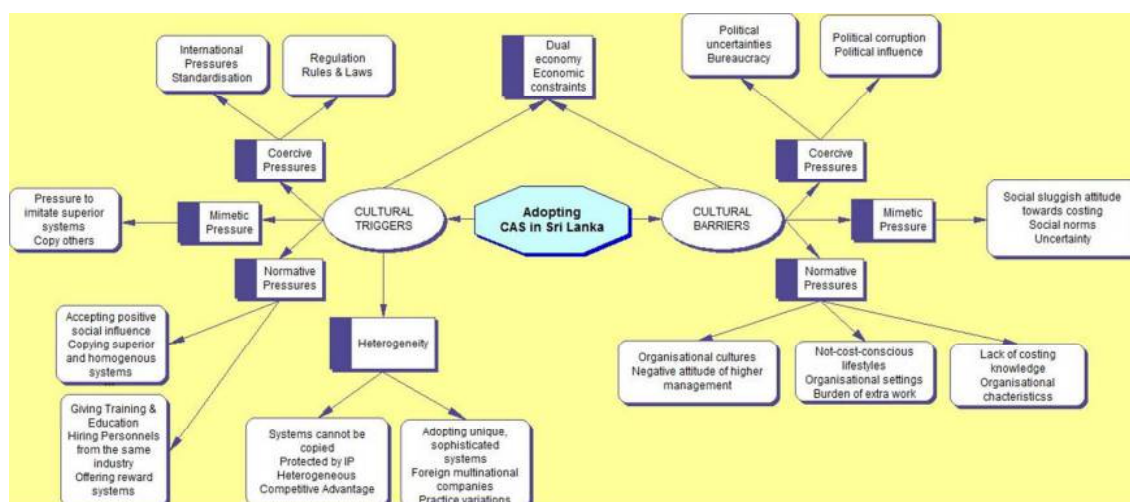 International
Pressures
Standardisation
Regulation
Rules & Laws
Dual
economy
Economic
constraints
Political
uncertainties
Bureaucracy
Political corruption
Political influence
Coercive
Pressures
Coercive
Pressures
Pressure to
imitate superior
systems
Copy others
Mimetic
Pressure
CULTURAL
TRIGGERS
Adopting
CAS in Sri Lanka
CULTURAL
BARRIERS
Mimetic
Pressure
Social sluggish attitude
towards costing
Social norms
Uncertainty
Normative
Pressures
Normative
Pressures
Accepting positive
social influence
Copying superior
and homogenous
systems
Heterogeneity
Organisational cultures
Negative attitude of higher
management
Not-cost-conscious
lifestyles
Organisational settings
Burden of extra work
Lack of costing
knowledge
Organisational
chacteristicss
Giving Training &
Education
Hiring Personnels
from the same
industry
Offering reward
systems
Systems cannot be
copied
Protected by IP
Heterogeneous
Competitive Advantage
Adopting unique,
sophisticated
systems
Foreign multinational
companies
Practice variations